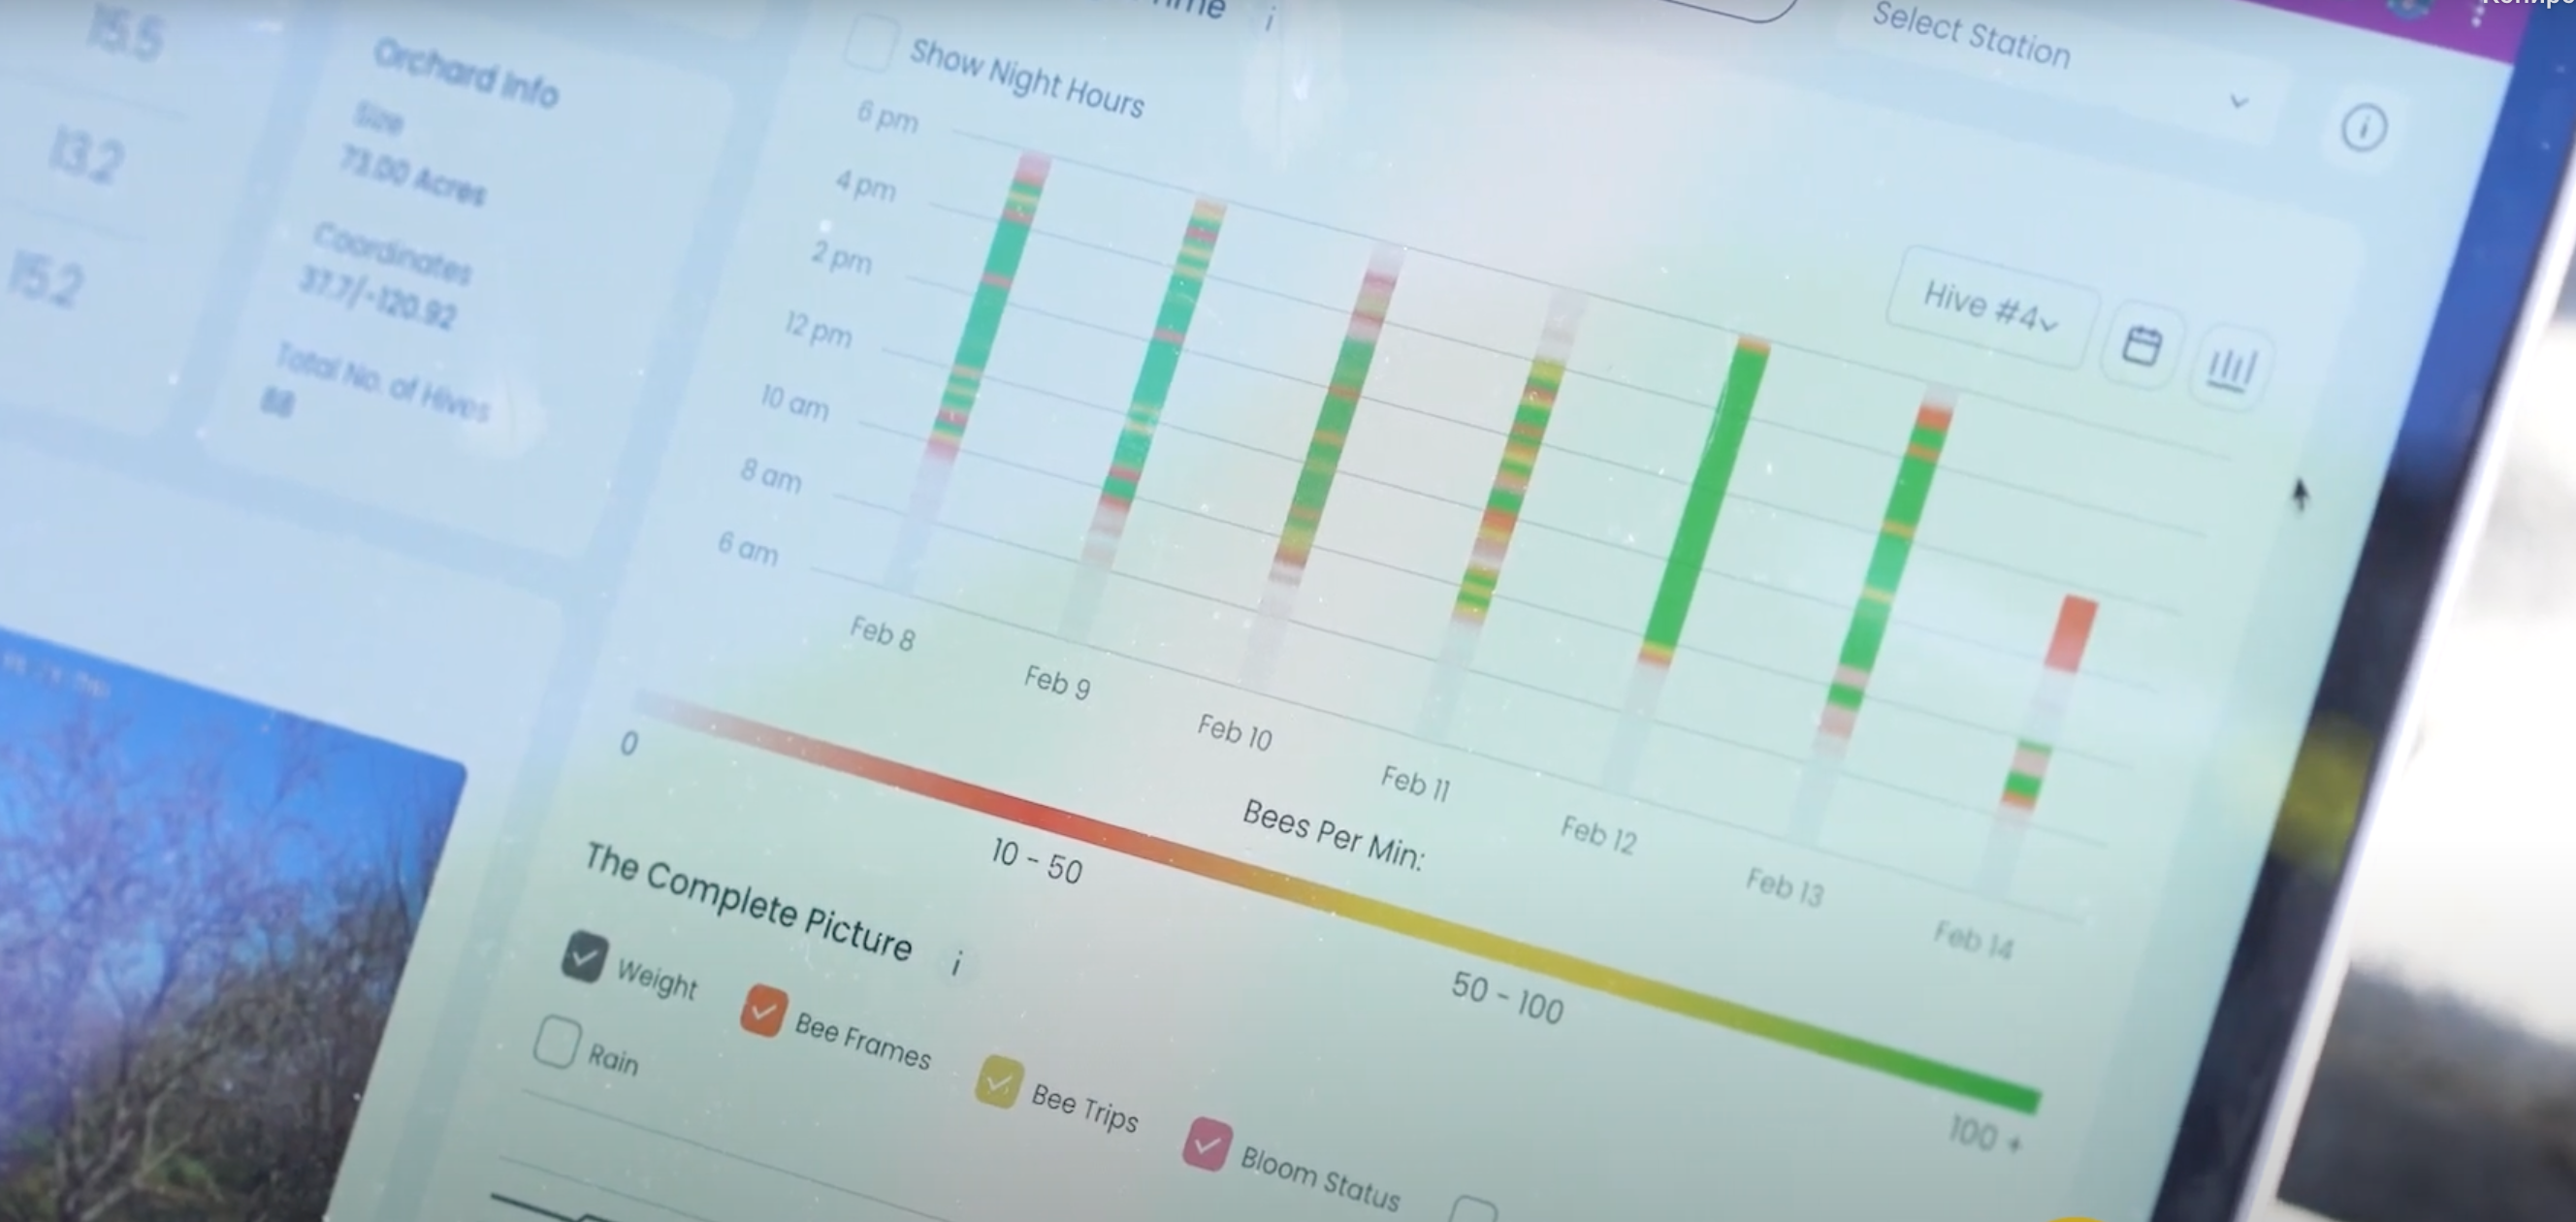 15.5
13.2
15.2
Orchard Info
Size
73.00 Acres
Coordinates
37.7/-120.92
Total No. of Hives
88
Show Night Hours
Select Station
Hive #4
6 pm
4 pm
2 pm
12 pm
10 am
8 am
6 am
Feb 8
Feb 9
Feb 10
Feb 11
Feb 12
Feb 13
Feb 14
Bees Per Min:
0
10 - 50
50 - 100
100 +
The Complete Picture
Weight
Bee Frames
Bee Trips
Bloom Status
Rain